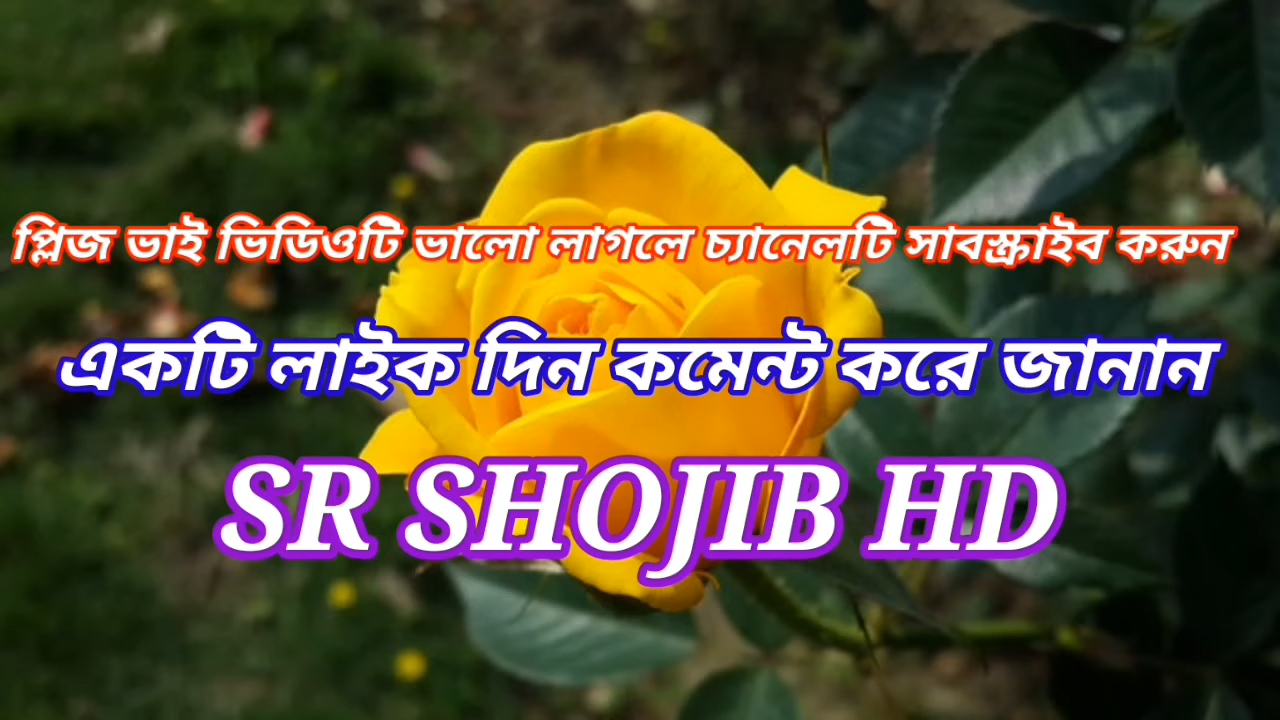 প্লিজ ভাই ভিডিওটি ভালো লাগলে চ্যানেলটি সাবস্ক্রাইব করুন
একটি লাইক দিন কমেন্ট করে জানান
SR SHOJIB HD